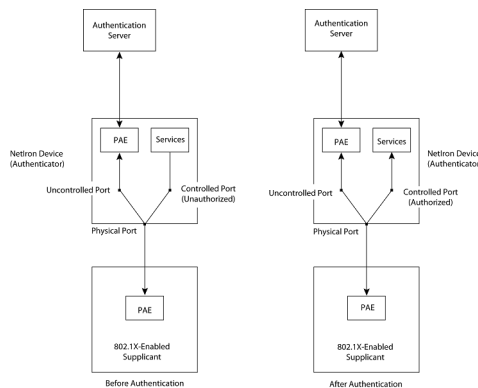 Authentication
Server
PAE
Services
NetIron Device
(Authenticator)
Uncontrolled Port
Controlled Port
(Unauthorized)
Physical Port
PAE
802.1X-Enabled
Supplicant
Before Authentication
Authentication
Server
PAE
Services
NetIron Device
(Authenticator)
Uncontrolled Port
Controlled Port
(Authorized)
Physical Port
PAE
802.1X-Enabled
Supplicant
After Authentication